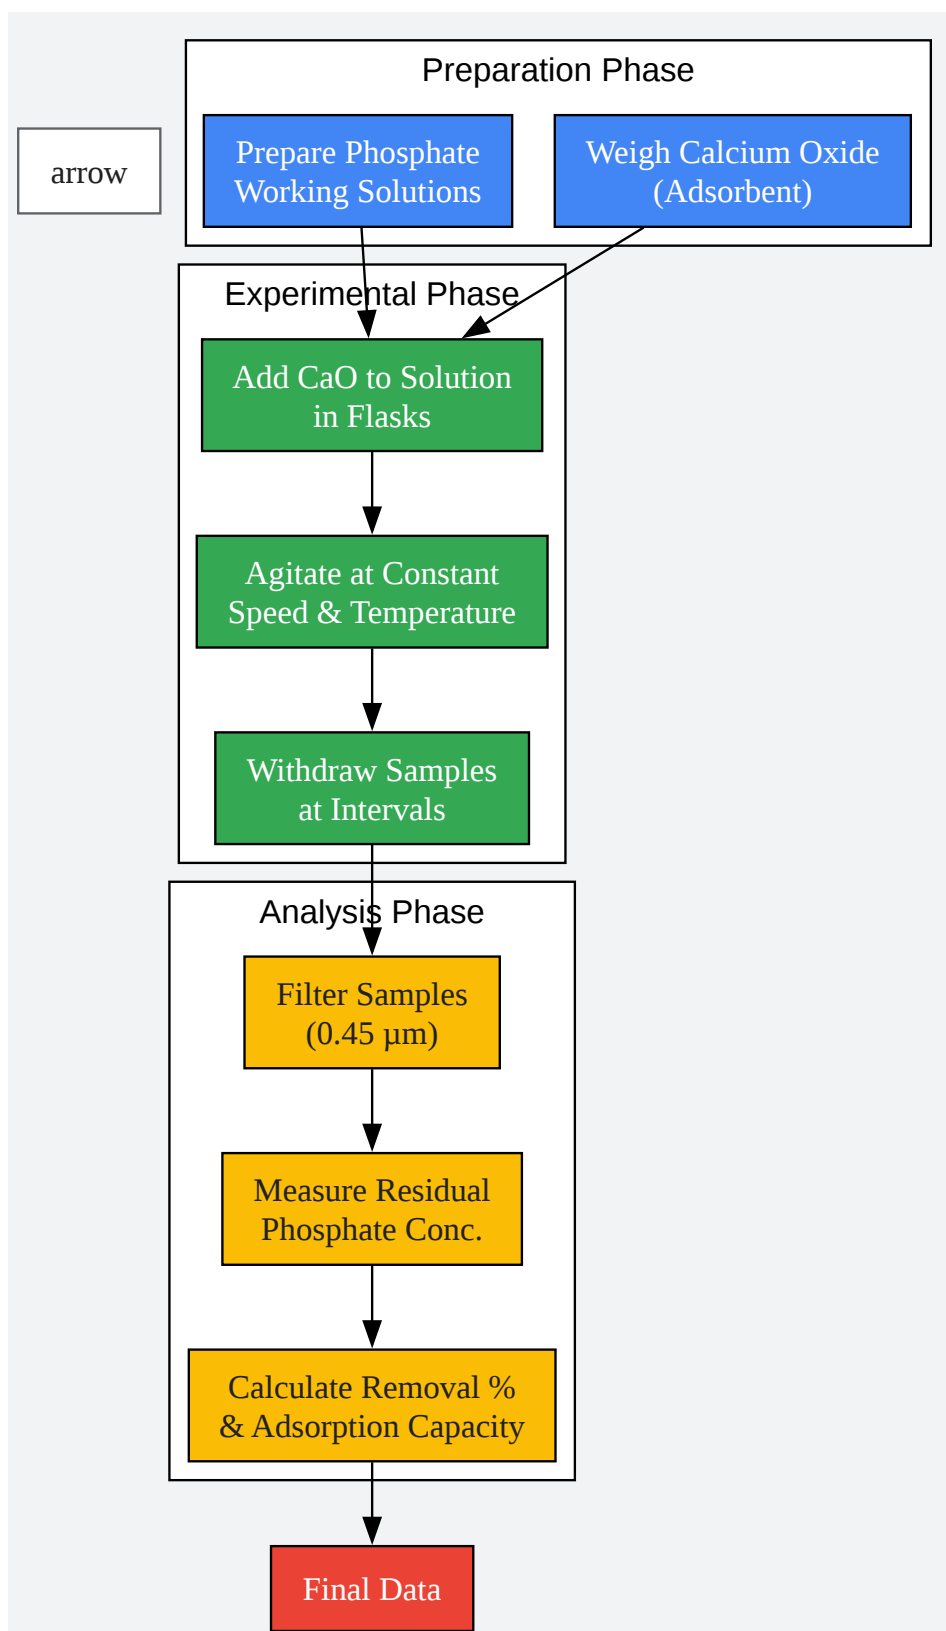 Preparation Phase
arrow
Prepare Phosphate
Working Solutions
Weigh Calcium Oxide
(Adsorbent)
Experimental Phase
Add CaO to Solution
in Flasks
Agitate at Constant
Speed & Temperature
Withdraw Samples
at Intervals
Analysis Phase
Filter Samples
(0.45 µm)
Measure Residual
Phosphate Conc.
Calculate Removal %
& Adsorption Capacity
Final Data